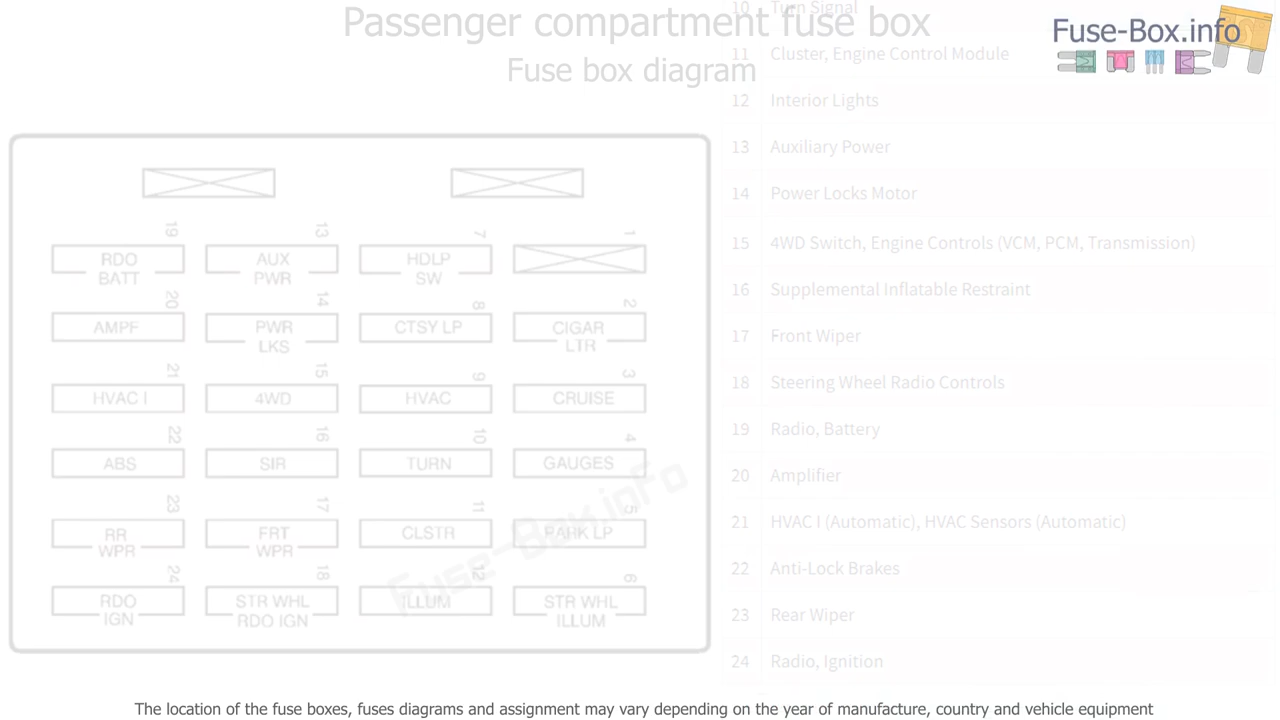 Passenger compartment fuse box
Fuse box diagram
Fuse-Box.info
19 13 7 1
RDO BATT AUX PWR HDLP SW
20 14 8 2
AMPF PWR LKS CTSY LP CIGAR LTR
21 15 9 3
HVAC I 4WD HVAC CRUISE
22 16 10 4
ABS SIR TURN GAUGES
23 17 11 5
RR WPR FRT WPR CLSTR PARK LP
24 18 12 6
RDO IGN STR WHL RDO IGN ILLUM STR WHL ILLUM
Fuse-Box.inFo
10 Turn Signal
11 Cluster, Engine Control Module
12 Interior Lights
13 Auxiliary Power
14 Power Locks Motor
15 4WD Switch, Engine Controls (VCM, PCM, Transmission)
16 Supplemental Inflatable Restraint
17 Front Wiper
18 Steering Wheel Radio Controls
19 Radio, Battery
20 Amplifier
21 HVAC I (Automatic), HVAC Sensors (Automatic)
22 Anti-Lock Brakes
23 Rear Wiper
24 Radio, Ignition
The location of the fuse boxes, fuses diagrams and assignment may vary depending on the year of manufacture, country and vehicle equipment